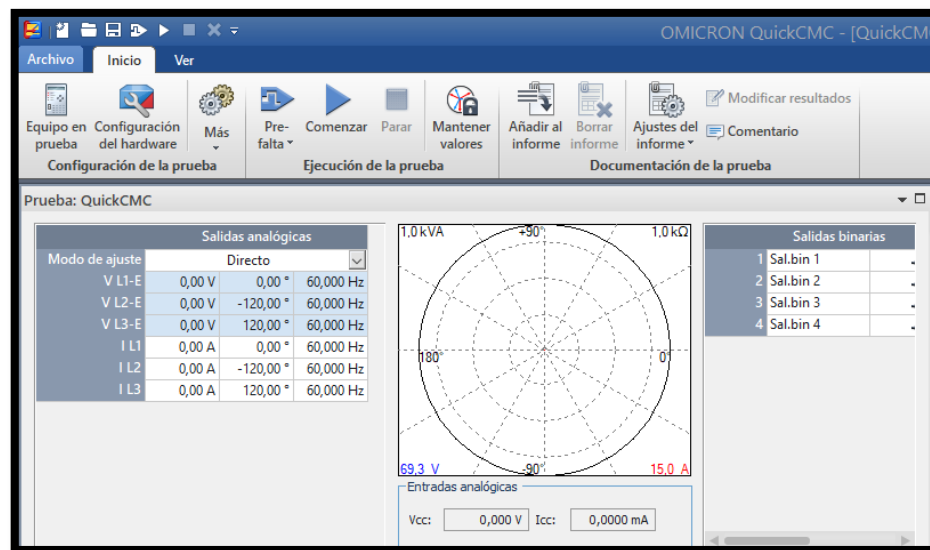 OMICRON QuickCMC - [QuickCM
Archivo Inicio Ver
Equipo en prueba
Configuración del hardware
Más
Pre-falta
Comenzar
Parar
Mantener valores
Añadir al informe
Borrar informe
Ajustes del informe
Modificar resultados
Comentario
Configuración de la prueba
Ejecución de la prueba
Documentación de la prueba
Prueba: QuickCMC
Salidas analógicas
Modo de ajuste Directo
V L1-E 0,00 V 0,00 ° 60,000 Hz
V L2-E 0,00 V -120,00 ° 60,000 Hz
V L3-E 0,00 V 120,00 ° 60,000 Hz
I L1 0,00 A 0,00 ° 60,000 Hz
I L2 0,00 A -120,00 ° 60,000 Hz
I L3 0,00 A 120,00 ° 60,000 Hz
1,0 kVA +90° 1,0 kΩ
180° 0°
69,3 V -90° 15,0 A
Entradas analógicas
Vcc: 0,000 V Icc: 0,0000 mA
Salidas binarias
1 Sal.bin 1
2 Sal.bin 2
3 Sal.bin 3
4 Sal.bin 4